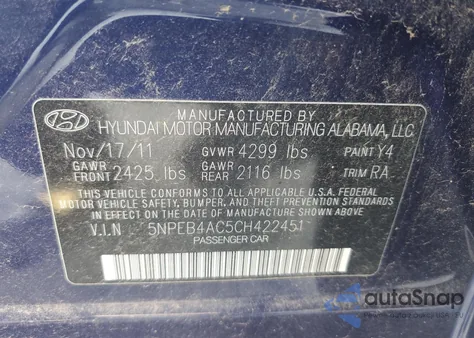 MANUFACTURED BY
HYUNDAI MOTOR MANUFACTURING ALABAMA, LLC
Nov/17/11 GVWR 4299 lbs PAINT Y4
GAWR FRONT 2425 lbs GAWR REAR 2116 lbs TRIM RA
THIS VEHICLE CONFORMS TO ALL APPLICABLE U.S.A. FEDERAL
MOTOR VEHICLE SAFETY, BUMPER, AND THEFT PREVENTION
STANDARDS IN EFFECT ON THE DATE OF MANUFACTURE SHOWN ABOVE.
V.I.N 5NPEB4AC5CH422451
PASSENGER CAR
autoSnap